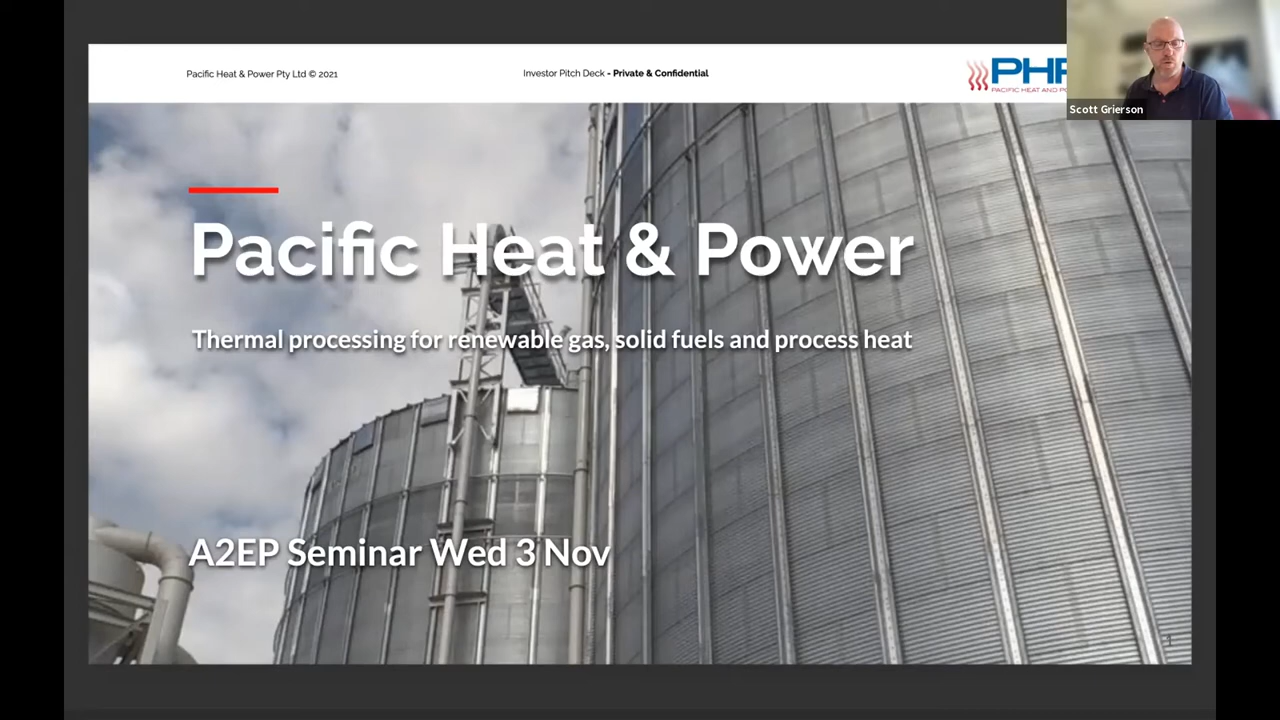 Pacific Heat & Power Pty Ltd © 2021
Investor Pitch Deck - Private & Confidential
Scott Grierson
Pacific Heat & Power
Thermal processing for renewable gas, solid fuels and process heat
A2EP Seminar Wed 3 Nov
1